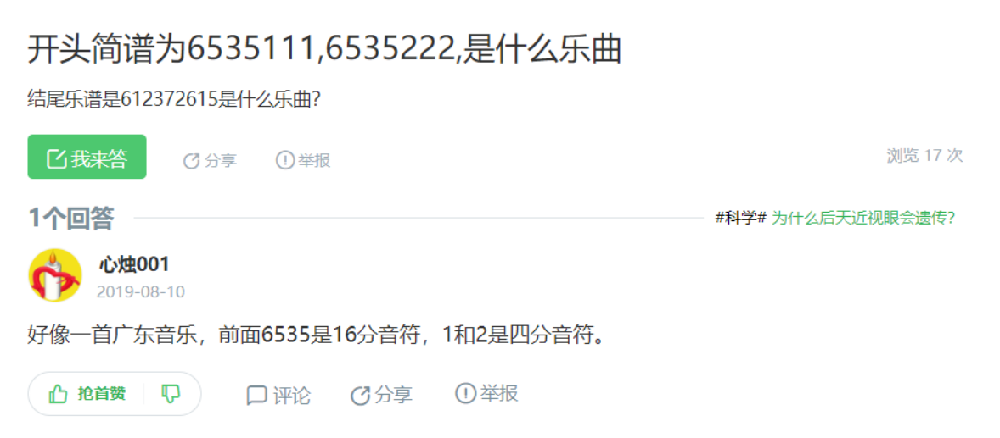 开头简谱为6535111,6535222,是什么乐曲
结尾乐谱是612372615是什么乐曲?
我来答 分享 举报 浏览 17 次
1个回答 #科学# 为什么后天近视眼会遗传?
心烛001
2019-08-10
好像一首广东音乐，前面6535是16分音符，1和2是四分音符。
抢首赞 评论 分享 举报